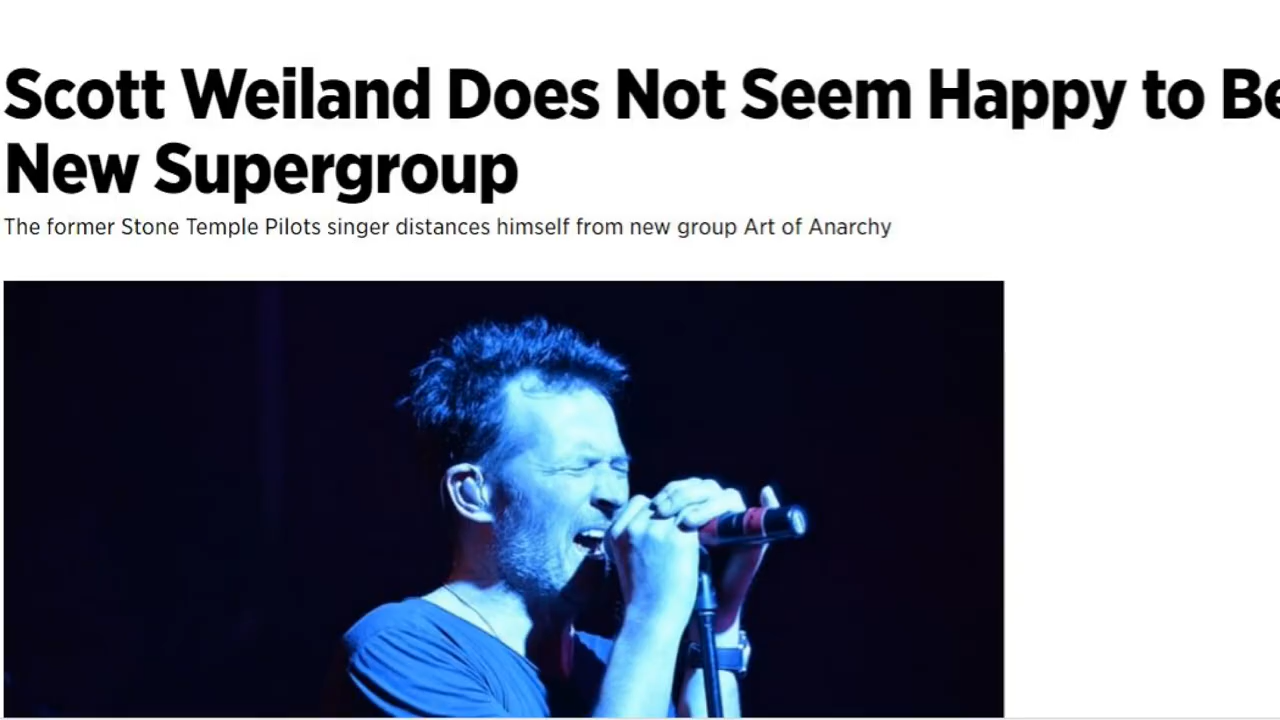 Scott Weiland Does Not Seem Happy to Be
New Supergroup
The former Stone Temple Pilots singer distances himself from new group Art of Anarchy